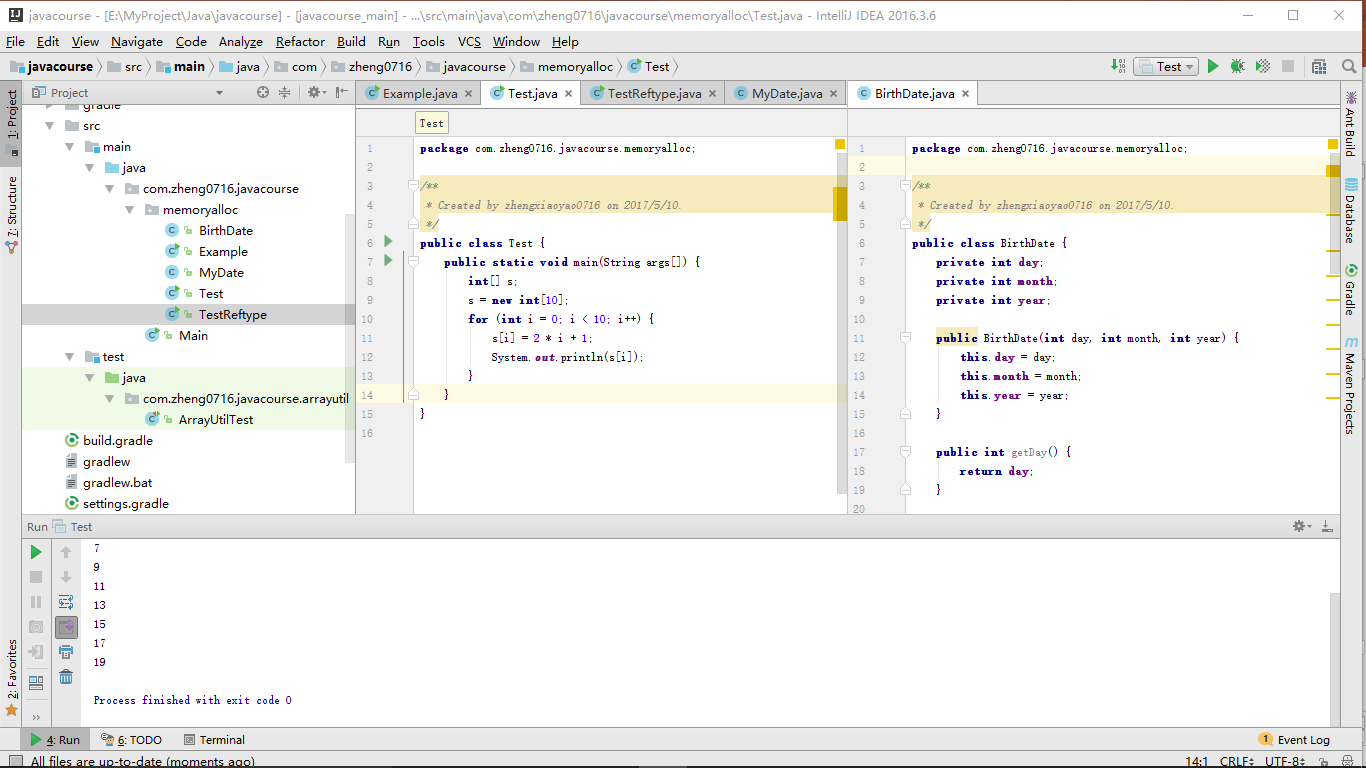 javacourse - [E:\MyProject\Java\javacourse] - [javacourse_main] - ...\src\main\java\com\zheng0716\javacourse\memoryalloc\Test.java - IntelliJ IDEA 2016.3.6
File Edit View Navigate Code Analyze Refactor Build Run Tools VCS Window Help
javacourse src main java com zheng0716 javacourse memoryalloc Test
Test
1: Project
7: Structure
2: Favorites
Project
gradle
src
main
java
com.zheng0716.javacourse
memoryalloc
BirthDate
Example
MyDate
Test
TestReftype
Main
test
java
com.zheng0716.javacourse.arrayutil
ArrayUtilTest
build.gradle
gradlew
gradlew.bat
settings.gradle
Example.java Test.java TestReftype.java MyDate.java
Test
1 package com.zheng0716.javacourse.memoryalloc;
2
3 /**
4 * Created by zhengxiaoyao0716 on 2017/5/10.
5 */
6 public class Test {
7 public static void main(String args[]) {
8 int[] s;
9 s = new int[10];
10 for (int i = 0; i < 10; i++) {
11 s[i] = 2 * i + 1;
12 System.out.println(s[i]);
13 }
14 }
15 }
16
BirthDate.java
1 package com.zheng0716.javacourse.memoryalloc;
2
3 /**
4 * Created by zhengxiaoyao0716 on 2017/5/10.
5 */
6 public class BirthDate {
7 private int day;
8 private int month;
9 private int year;
10
11 public BirthDate(int day, int month, int year) {
12 this.day = day;
13 this.month = month;
14 this.year = year;
15 }
16
17 public int getDay() {
18 return day;
19 }
20
Ant Build
Database
Gradle
Maven Projects
Run Test
7
9
11
13
15
17
19
Process finished with exit code 0
4: Run 6: TODO Terminal
1 Event Log
All files are up-to-date (moments ago)
14:1 CRLF UTF-8